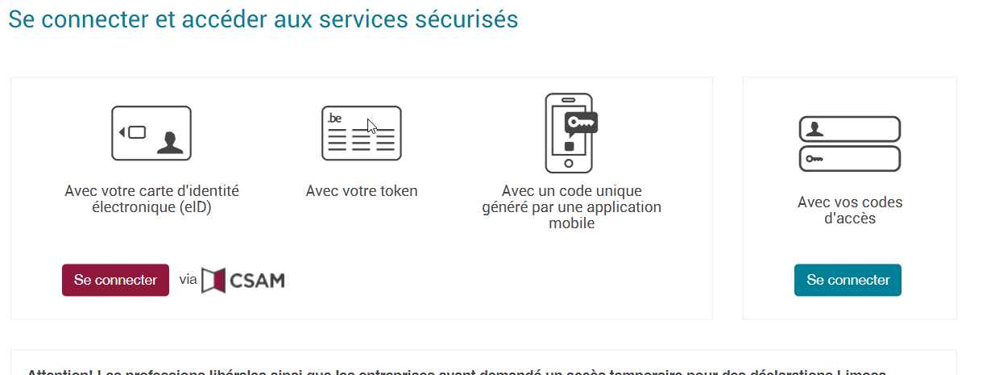 Se connecter et accéder aux services sécurisés
.be
Avec votre carte d'identité
électronique (eID)
Avec votre token
Avec un code unique
généré par une application
mobile
Se connecter
via CSAM
Avec vos codes
d'accès
Se connecter
Attention! Les professions libérales ainsi que les entreprises ayant demandé un accès temporaire pour des déclarations Limosa